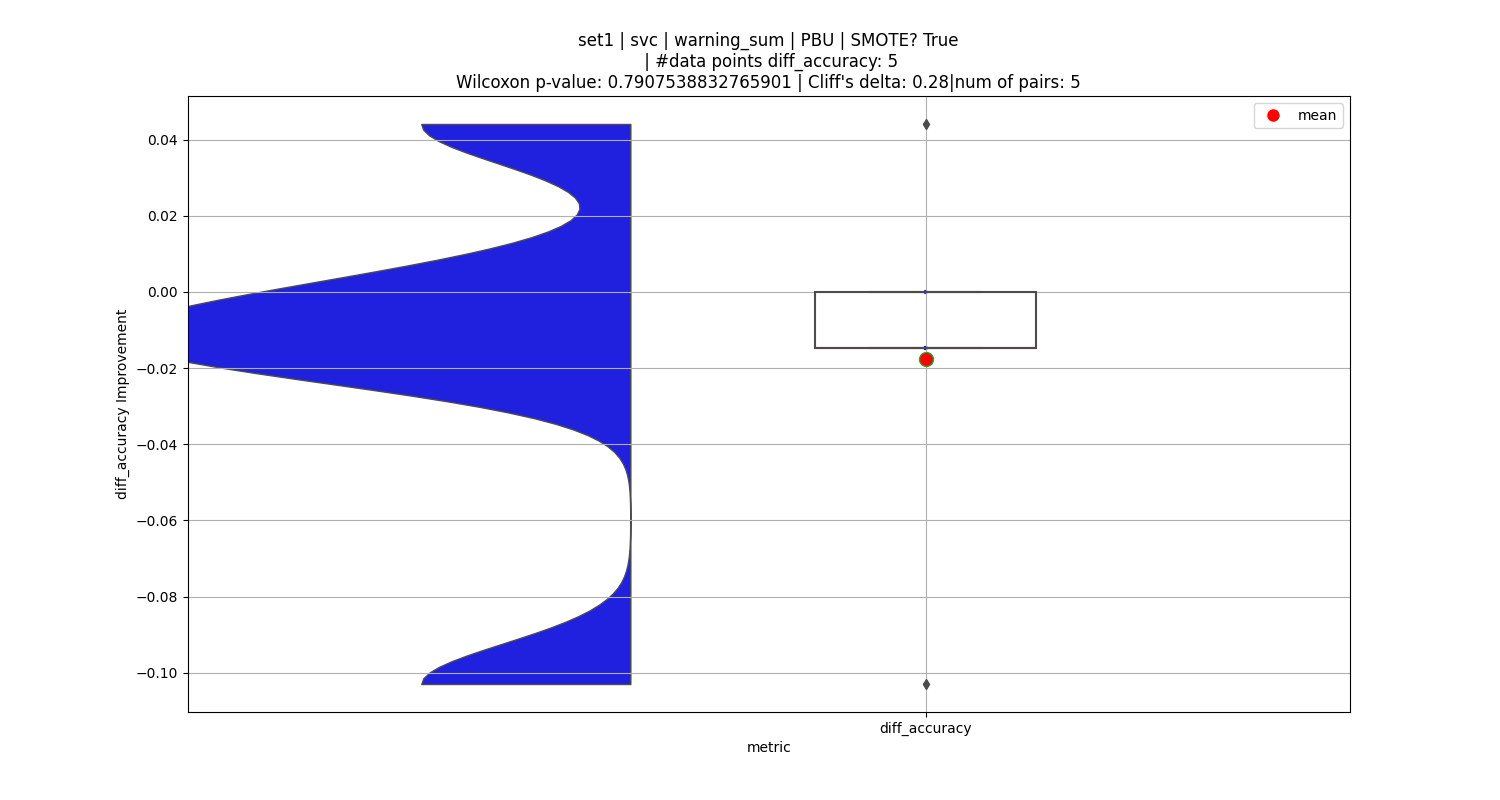 set1 | svc | warning_sum | PBU | SMOTE? True
| #data points diff_accuracy: 5
Wilcoxon p-value: 0.7907538832765901 | Cliff's delta: 0.28|num of pairs: 5
mean
0.04
0.02
0.00
−0.02
−0.04
−0.06
−0.08
−0.10
diff_accuracy Improvement
diff_accuracy
metric